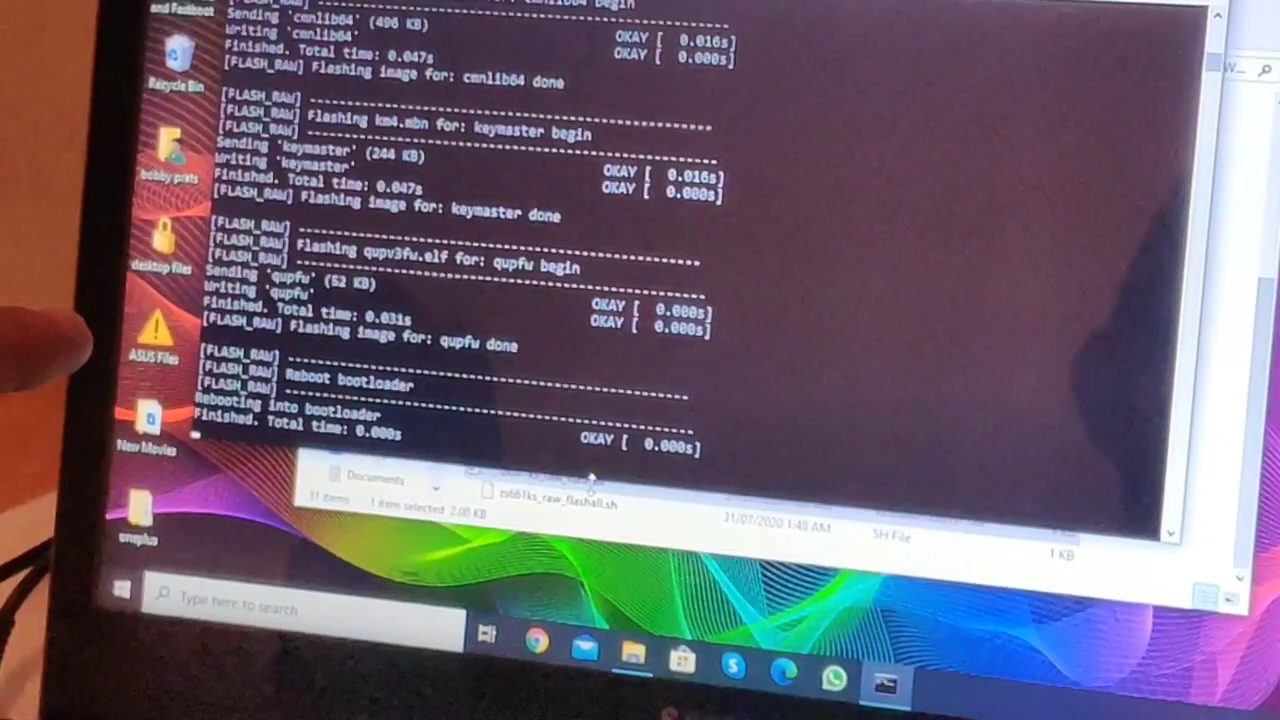 and Fastboot
Recycle Bin
bobby prats
desktop files
ASUS Files
New Movies
oneplus
begin
Sending 'cmnlib64' (496 KB) OKAY [ 0.016s]
Writing 'cmnlib64' OKAY [ 0.000s]
Finished. Total time: 0.047s
[FLASH_RAW] Flashing image for: cmnlib64 done
[FLASH_RAW] ------------------------------------------------
[FLASH_RAW] Flashing km4.mbn for: keymaster begin
[FLASH_RAW] ------------------------------------------------
Sending 'keymaster' (244 KB) OKAY [ 0.016s]
Writing 'keymaster' OKAY [ 0.000s]
Finished. Total time: 0.047s
[FLASH_RAW] Flashing image for: keymaster done
[FLASH_RAW] ------------------------------------------------
[FLASH_RAW] Flashing qupv3fw.elf for: qupfw begin
[FLASH_RAW] ------------------------------------------------
Sending 'qupfw' (52 KB) OKAY [ 0.000s]
Writing 'qupfw' OKAY [ 0.000s]
Finished. Total time: 0.031s
[FLASH_RAW] Flashing image for: qupfw done
[FLASH_RAW] ------------------------------------------------
[FLASH_RAW] Reboot bootloader
[FLASH_RAW] ------------------------------------------------
Rebooting into bootloader OKAY [ 0.000s]
Finished. Total time: 0.000s
W...
Documents
zs661ks_raw_flashall.sh 31/07/2020 1:48 AM SH File 1 KB
31 items 1 item selected 2.00 KB
Type here to search